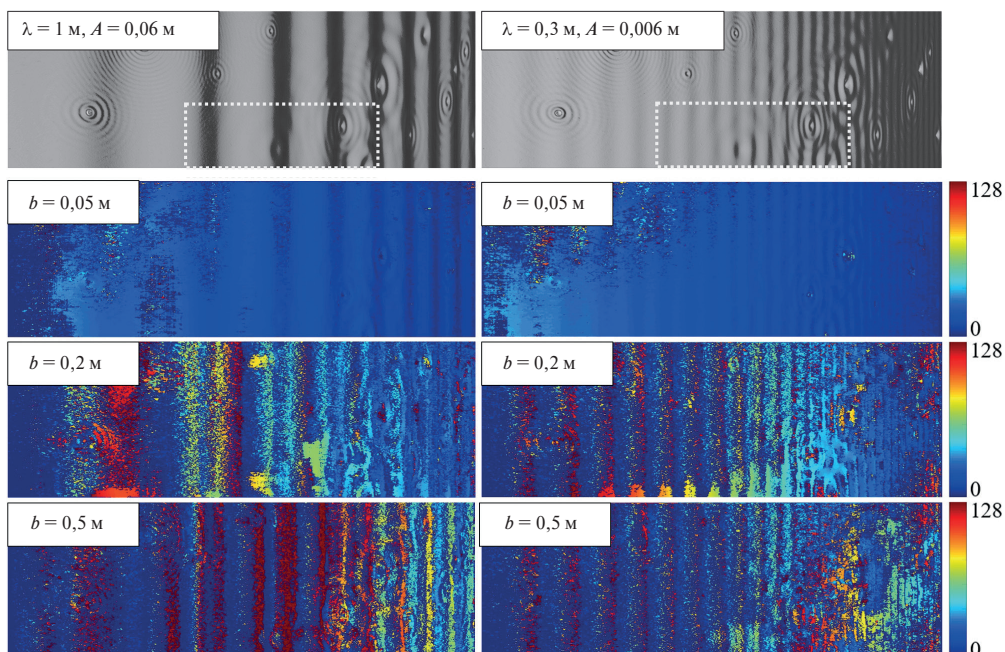 λ = 1 м, A = 0,06 м
λ = 0,3 м, A = 0,006 м
b = 0,05 м
b = 0,05 м
128
0
b = 0,2 м
b = 0,2 м
128
0
b = 0,5 м
b = 0,5 м
128
0